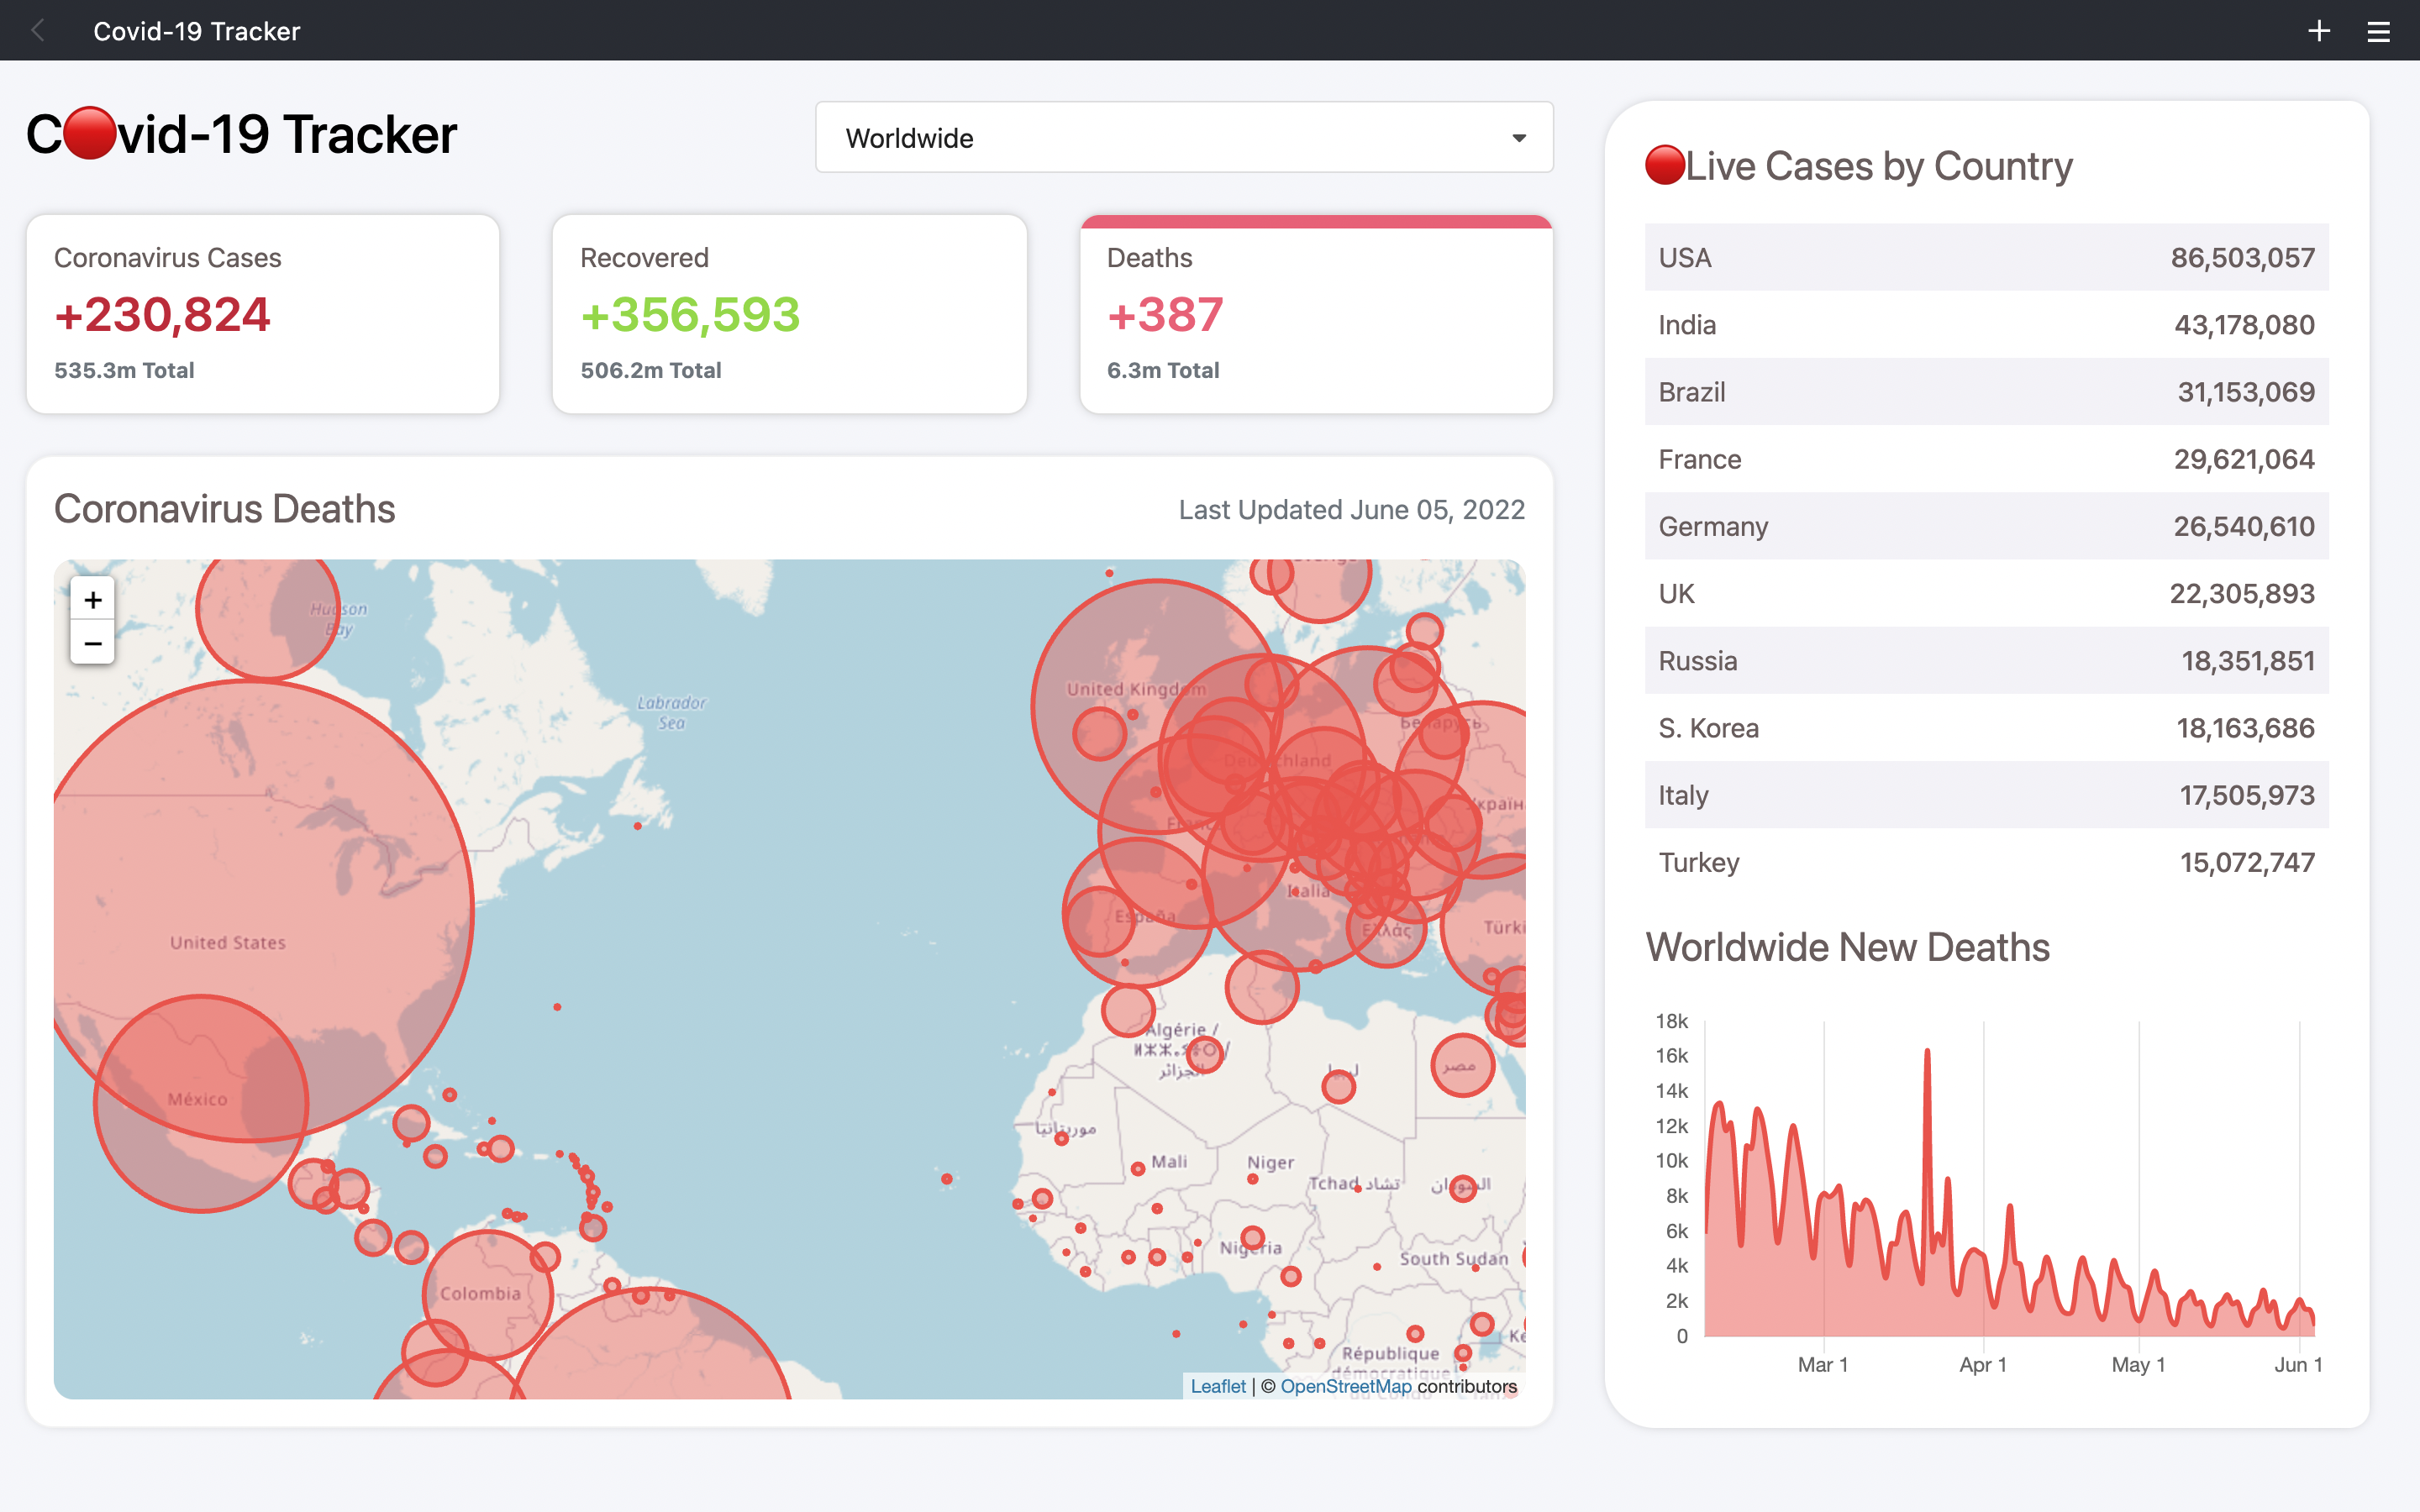 Covid-19 Tracker
C🔴vid-19 Tracker
Worldwide
Coronavirus Cases
+230,824
535.3m Total
Recovered
+356,593
506.2m Total
Deaths
+387
6.3m Total
Coronavirus Deaths
Last Updated June 05, 2022
+
−
Hudson
Bay
Labrador
Sea
United Kingdom
Беларусь
Deutschland
France
Italia
España
Ελλάς
United States
México
Algérie /
الجزائر
ليبيا
مصر
موريتانيا
Mali
Niger
Tchad تشاد
السودان
Nigeria
South Sudan
Colombia
République
démocratique
du Congo
Leaflet | © OpenStreetMap contributors
🔴Live Cases by Country
USA 86,503,057
India 43,178,080
Brazil 31,153,069
France 29,621,064
Germany 26,540,610
UK 22,305,893
Russia 18,351,851
S. Korea 18,163,686
Italy 17,505,973
Turkey 15,072,747
Worldwide New Deaths
18k
16k
14k
12k
10k
8k
6k
4k
2k
0
Mar 1 Apr 1 May 1 Jun 1